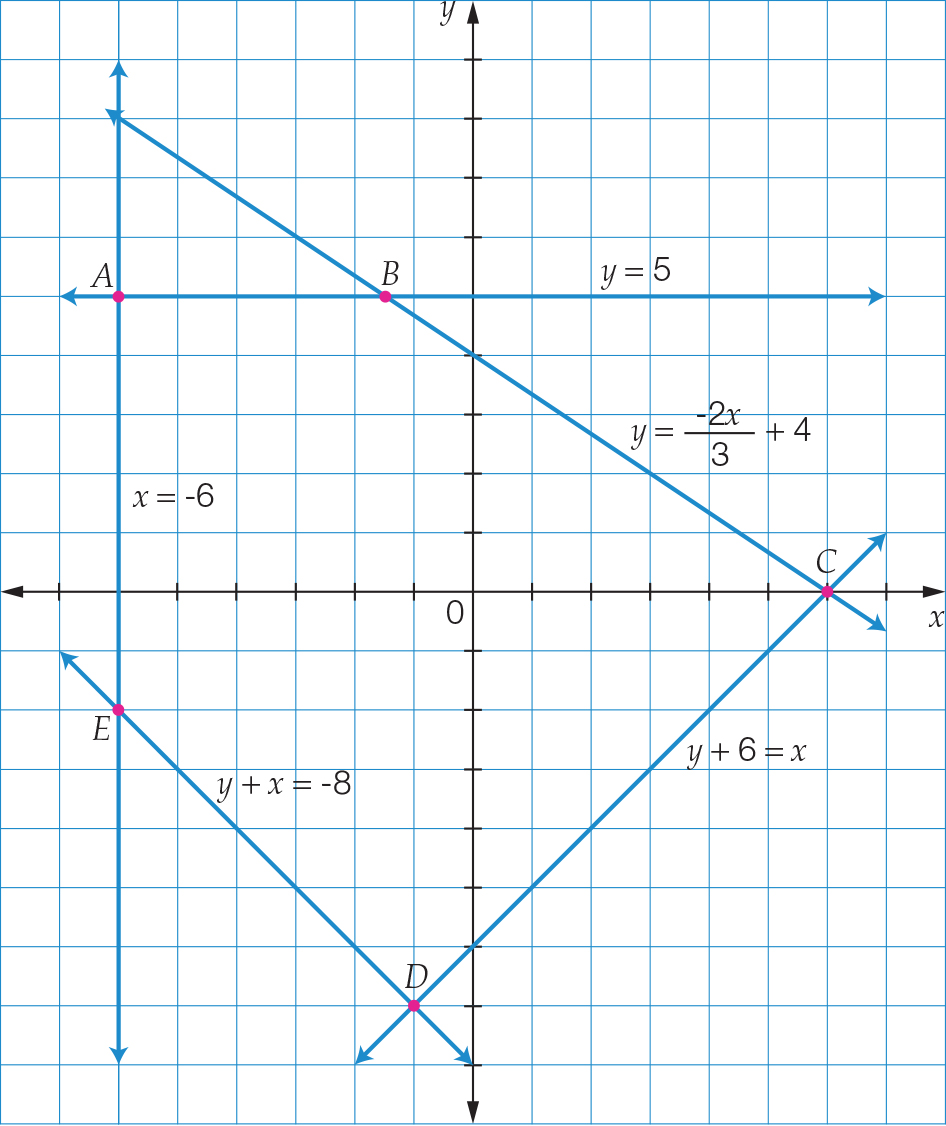 y
A
B
y = 5
y = -2x/3 + 4
x = -6
C
0
x
E
y + 6 = x
y + x = -8
D